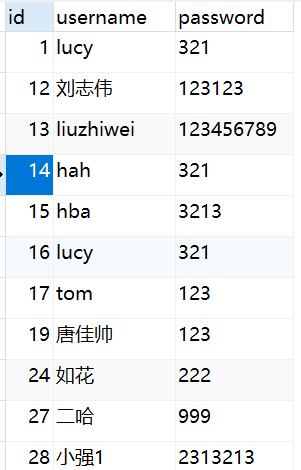 id username password
1 lucy 321
12 刘志伟 123123
13 liuzhiwei 123456789
14 hah 321
15 hba 3213
16 lucy 321
17 tom 123
19 唐佳帅 123
24 如花 222
27 二哈 999
28 小强1 2313213